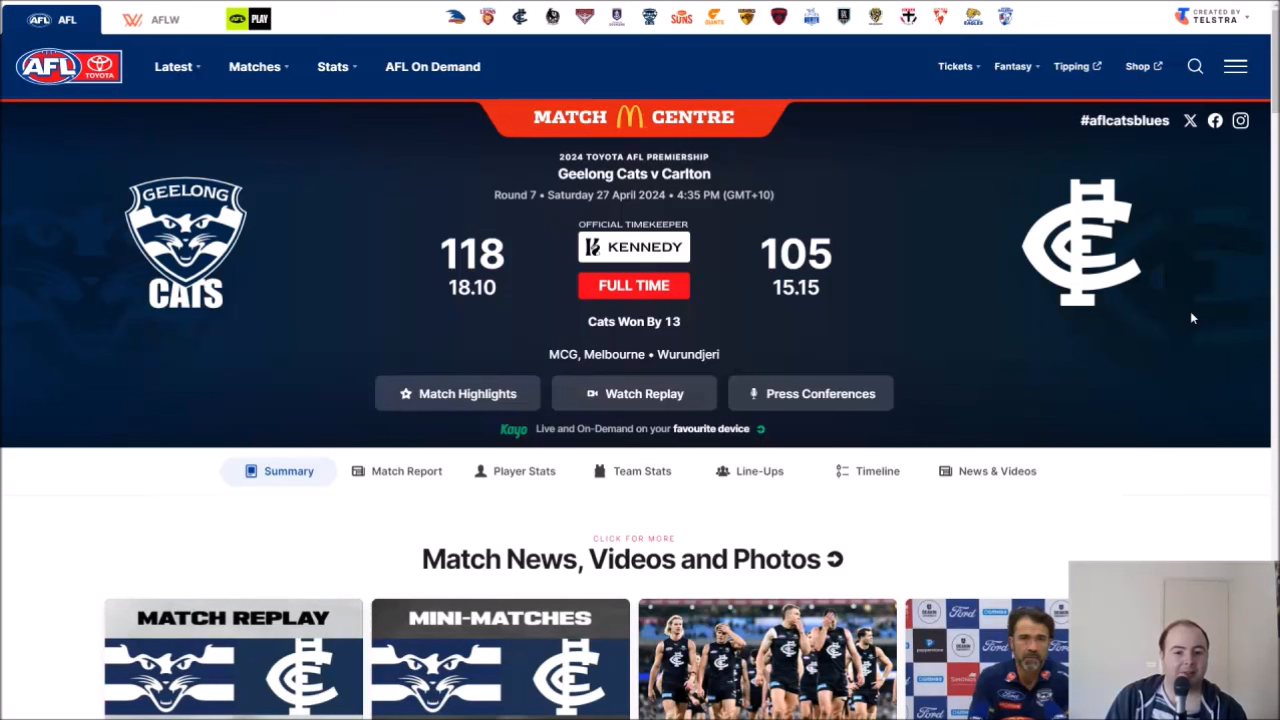 AFL
AFLW
AFL PLAY
SUNS
GIANTS
CREATED BY
TELSTRA
AFL TOYOTA
Latest
Matches
Stats
AFL On Demand
Tickets
Fantasy
Tipping
Shop
MATCH CENTRE
#aflcatsblues
2024 TOYOTA AFL PREMIERSHIP
Geelong Cats v Carlton
Round 7 • Saturday 27 April 2024 • 4:35 PM (GMT+10)
GEELONG
CATS
118
18.10
OFFICIAL TIMEKEEPER
KENNEDY
FULL TIME
105
15.15
Cats Won By 13
MCG, Melbourne • Wurundjeri
Match Highlights
Watch Replay
Press Conferences
Kayo Live and On-Demand on your favourite device
Summary
Match Report
Player Stats
Team Stats
Line-Ups
Timeline
News & Videos
CLICK FOR MORE
Match News, Videos and Photos
MATCH REPLAY
MINI-MATCHES
Ford
Ford
Ford